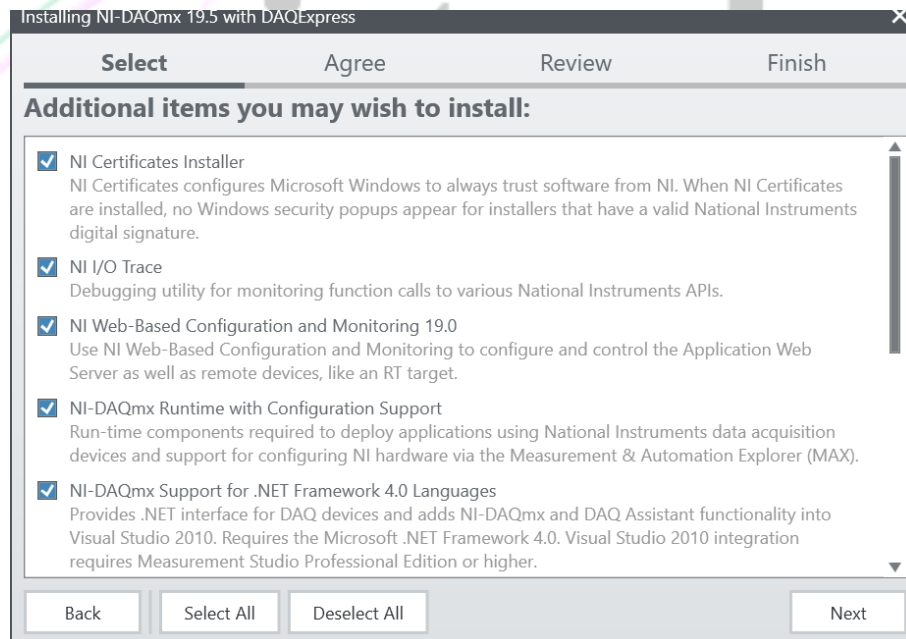 Installing NI-DAQmx 19.5 with DAQExpress
Select
Agree
Review
Finish
Additional items you may wish to install:
NI Certificates Installer
NI Certificates configures Microsoft Windows to always trust software from NI. When NI Certificates
are installed, no Windows security popups appear for installers that have a valid National Instruments
digital signature.
NI I/O Trace
Debugging utility for monitoring function calls to various National Instruments APIs.
NI Web-Based Configuration and Monitoring 19.0
Use NI Web-Based Configuration and Monitoring to configure and control the Application Web
Server as well as remote devices, like an RT target.
NI-DAQmx Runtime with Configuration Support
Run-time components required to deploy applications using National Instruments data acquisition
devices and support for configuring NI hardware via the Measurement & Automation Explorer (MAX).
NI-DAQmx Support for .NET Framework 4.0 Languages
Provides .NET interface for DAQ devices and adds NI-DAQmx and DAQ Assistant functionality into
Visual Studio 2010. Requires the Microsoft .NET Framework 4.0. Visual Studio 2010 integration
requires Measurement Studio Professional Edition or higher.
Back
Select All
Deselect All
Next